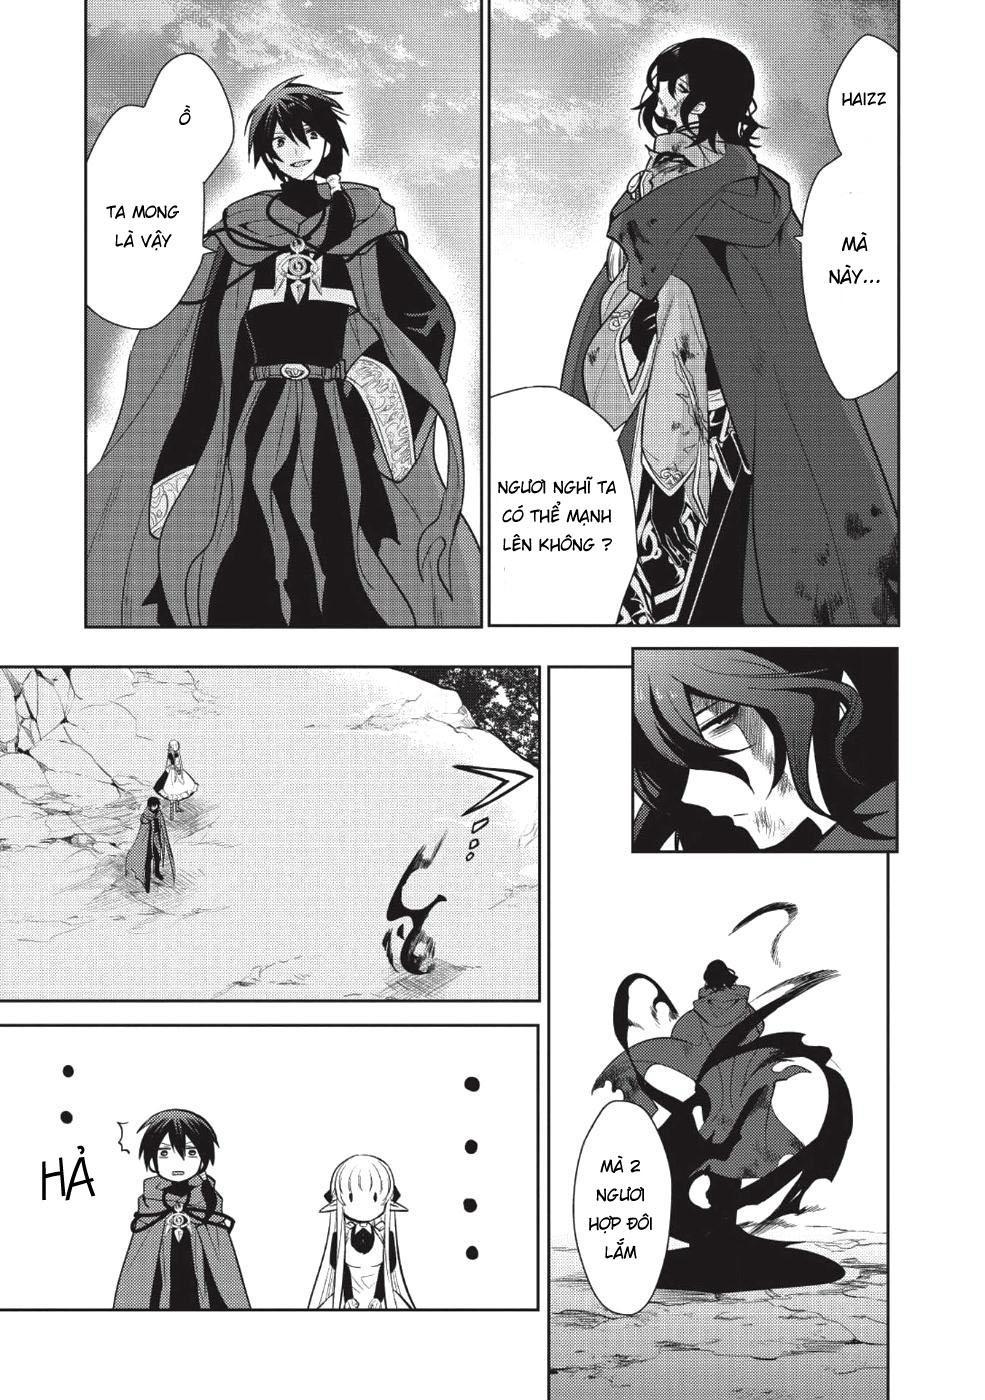 HAIZZ
MÀ
NÀY...
NGƯƠI NGHĨ TA
CÓ THỂ MẠNH
LÊN KHÔNG ?
Ồ
TA MONG
LÀ VẬY
MÀ 2
NGƯƠI
HỢP ĐÔI
LẮM
HẢ